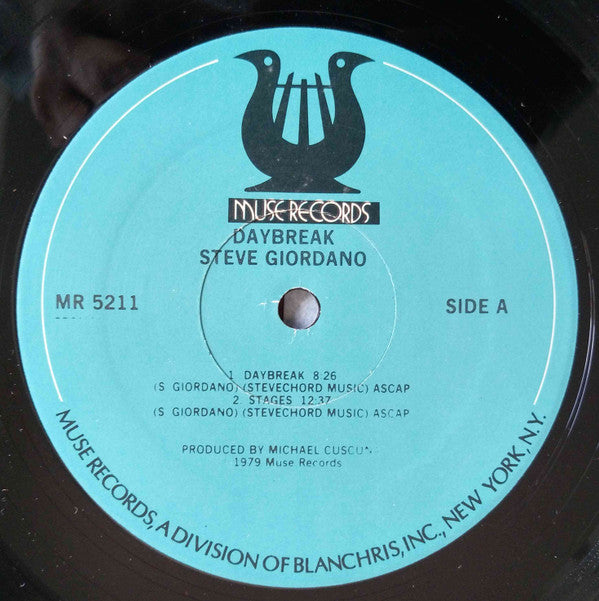 MUSE RECORDS
DAYBREAK
STEVE GIORDANO
MR 5211
SIDE A
1 DAYBREAK 8:26
(S GIORDANO) (STEVECHORD MUSIC) ASCAP
2. STAGES 12:37
(S GIORDANO) (STEVECHORD MUSIC) ASCAP
PRODUCED BY MICHAEL
1979 Muse Records
MUSE RECORDS, A DIVISION OF BLANCHRIS, INC., NEW YORK, N.Y.